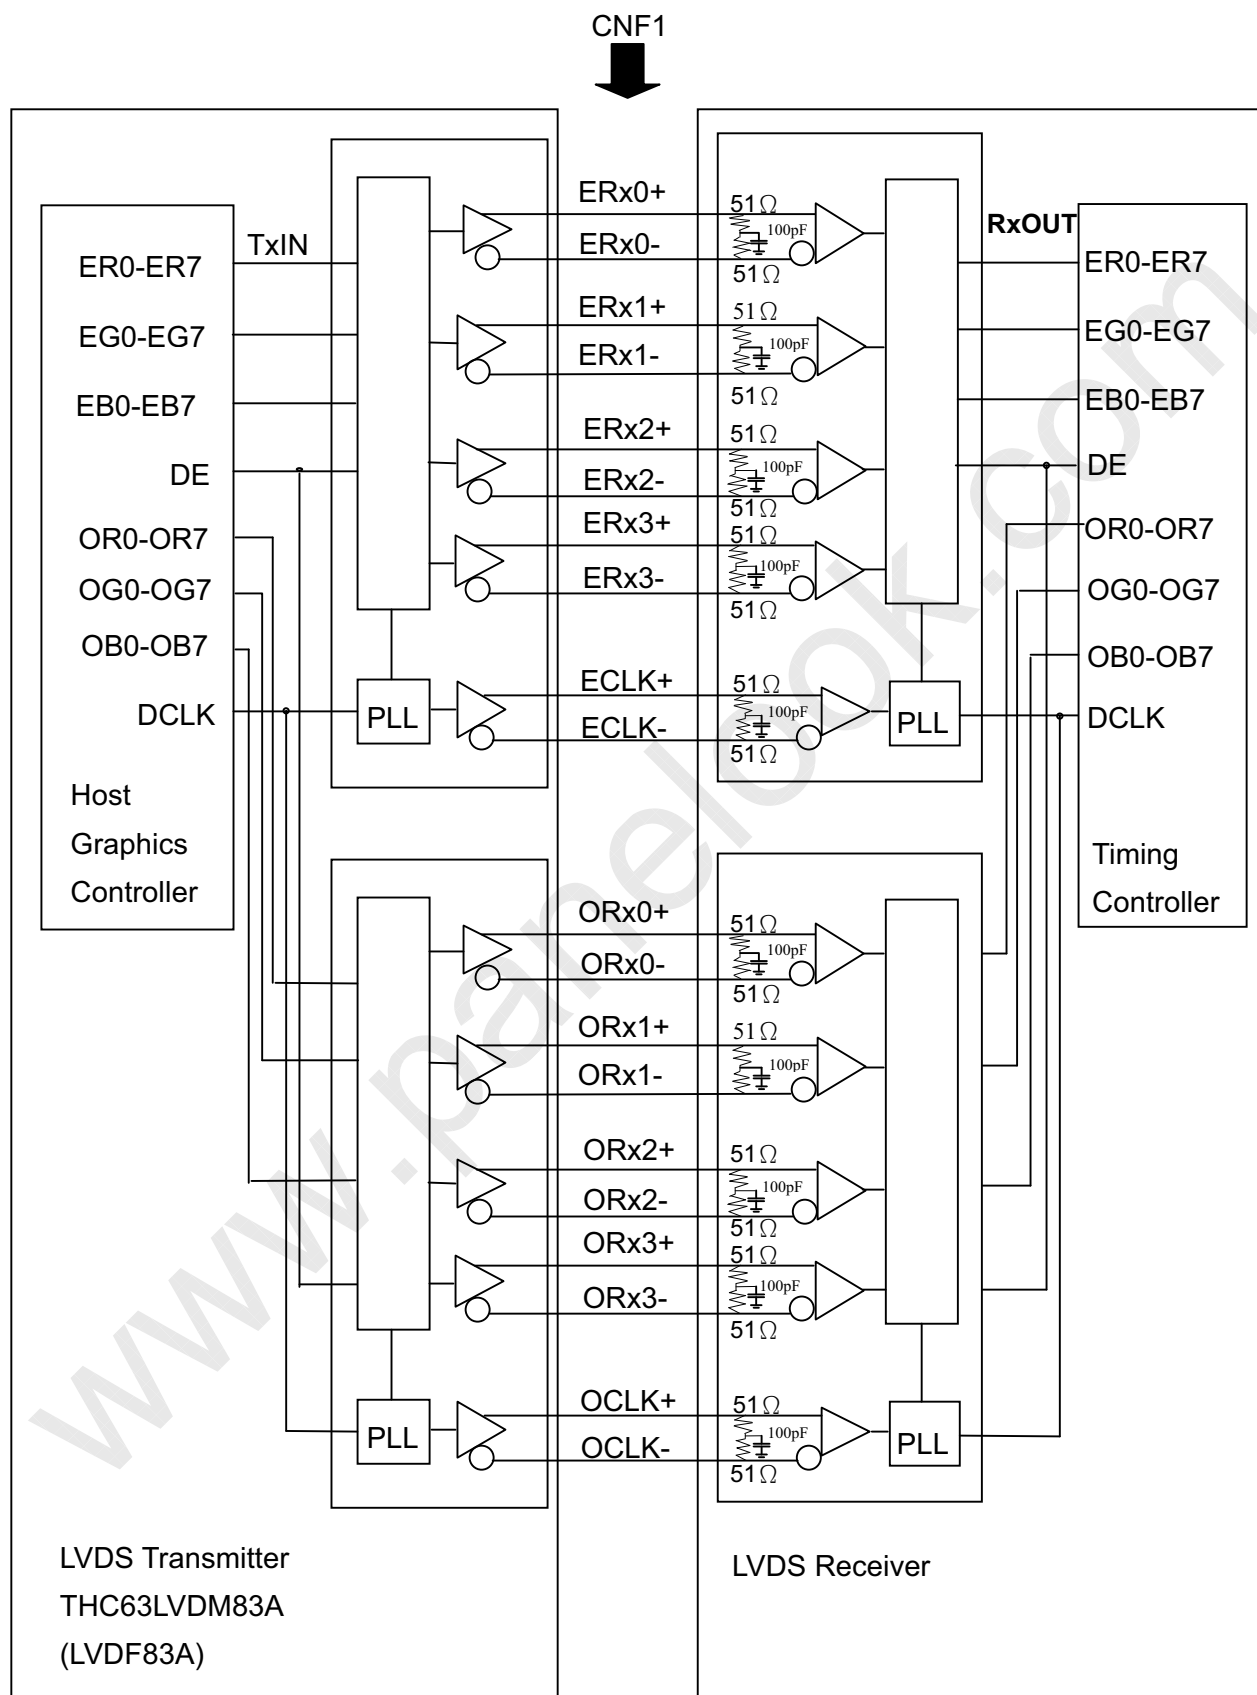 CNF1
TxIN
ER0-ER7
EG0-EG7
EB0-EB7
DE
OR0-OR7
OG0-OG7
OB0-OB7
DCLK
Host
Graphics
Controller
PLL
ERx0+
ERx0-
ERx1+
ERx1-
ERx2+
ERx2-
ERx3+
ERx3-
ECLK+
ECLK-
51Ω
100pF
51Ω
51Ω
100pF
51Ω
51Ω
100pF
51Ω
51Ω
100pF
51Ω
51Ω
100pF
51Ω
PLL
RxOUT
ER0-ER7
EG0-EG7
EB0-EB7
DE
OR0-OR7
OG0-OG7
OB0-OB7
DCLK
Timing
Controller
PLL
ORx0+
ORx0-
ORx1+
ORx1-
ORx2+
ORx2-
ORx3+
ORx3-
OCLK+
OCLK-
51Ω
100pF
51Ω
51Ω
100pF
51Ω
51Ω
100pF
51Ω
51Ω
100pF
51Ω
51Ω
100pF
51Ω
PLL
LVDS Transmitter
THC63LVDM83A
(LVDF83A)
LVDS Receiver
www.panelook.com